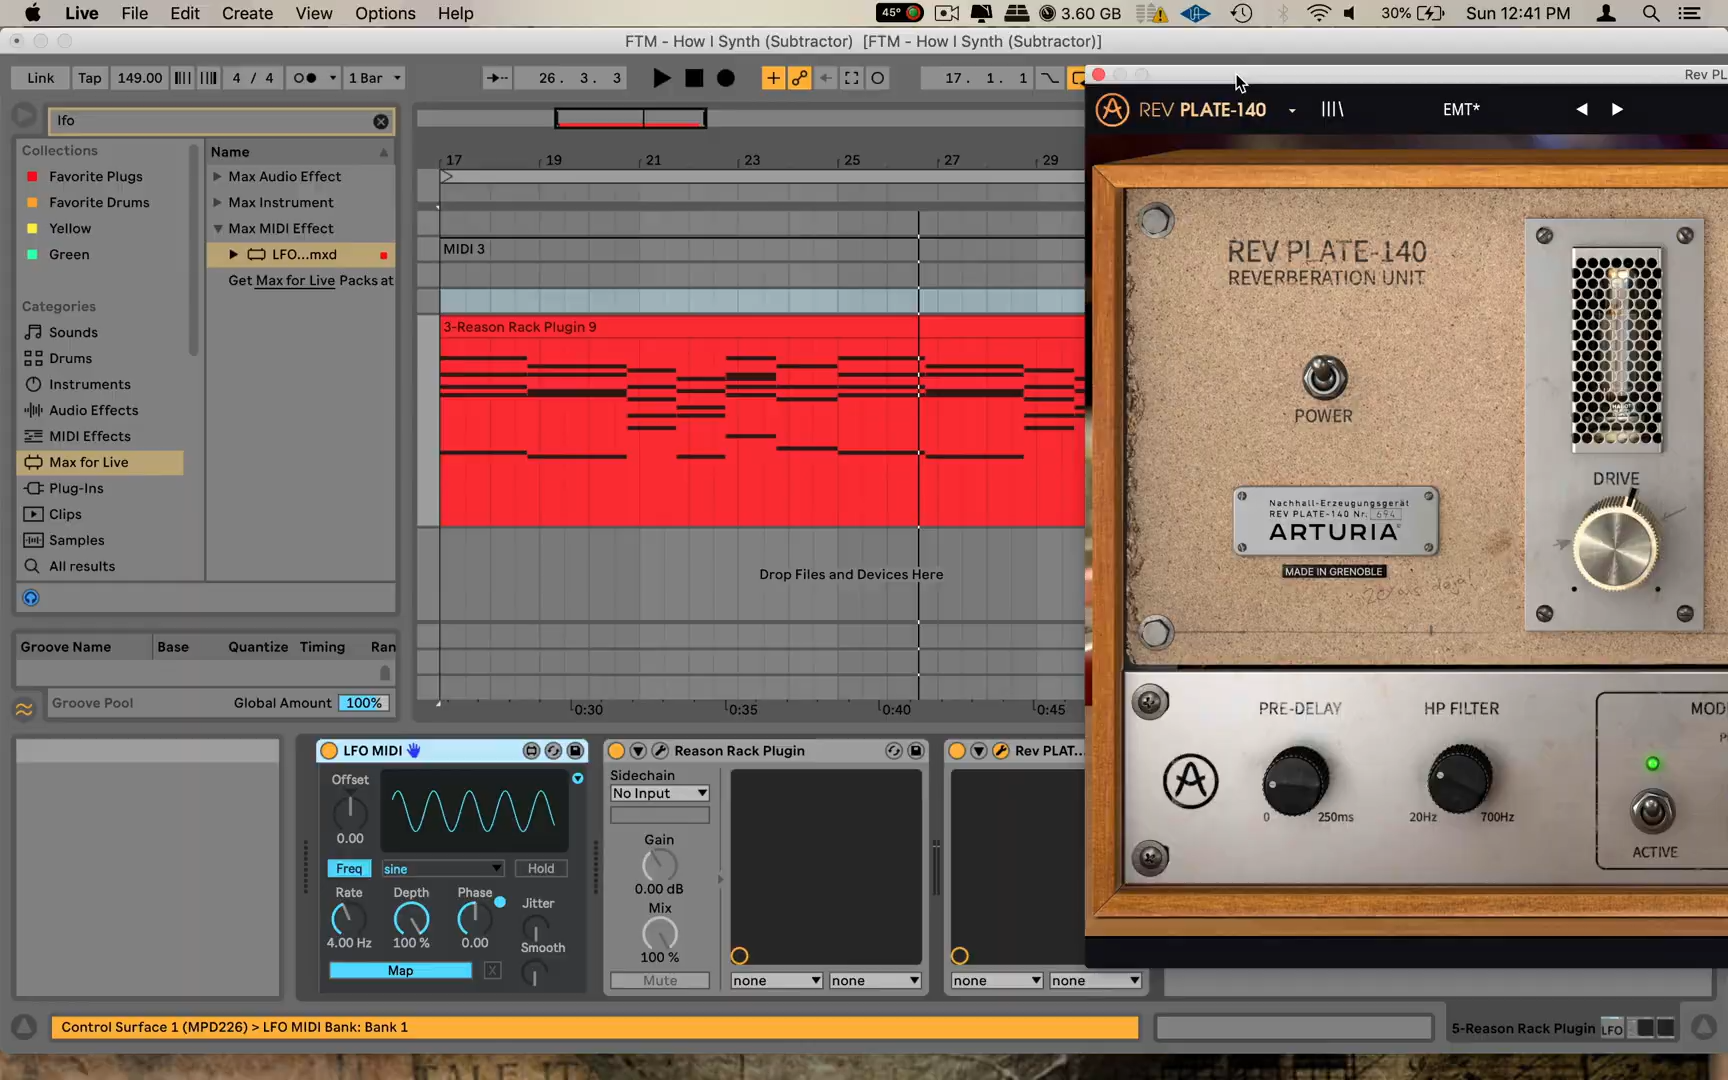 Live File Edit Create View Options Help 45° 3.60 GB 30% Sun 12:41 PM
FTM - How I Synth (Subtractor) [FTM - How I Synth (Subtractor)]
Link Tap 149.00 4 / 4 1 Bar 26. 3. 3 17. 1. 1
Rev PL
REV PLATE-140 EMT*
lfo
Collections
Favorite Plugs
Favorite Drums
Yellow
Green
Categories
Sounds
Drums
Instruments
Audio Effects
MIDI Effects
Max for Live
Plug-Ins
Clips
Samples
All results
Name
Max Audio Effect
Max Instrument
Max MIDI Effect
LFO...mxd
Get Max for Live Packs at
17 19 21 23 25 27 29
MIDI 3
3-Reason Rack Plugin 9
Drop Files and Devices Here
0:30 0:35 0:40 0:45
REV PLATE-140
REVERBERATION UNIT
POWER
Nachhall-Erzeugungsgerät
REV PLATE-140 Nr. 694
ARTURIA
MADE IN GRENOBLE
DRIVE
PRE-DELAY
0 250ms
HP FILTER
20Hz 700Hz
MOD
ACTIVE
Groove Name Base Quantize Timing Ran
Groove Pool Global Amount 100%
LFO MIDI
Offset
0.00
Freq sine Hold
Rate Depth Phase Jitter
4.00 Hz 100 % 0.00 Smooth
Map X
Reason Rack Plugin
Sidechain
No Input
Gain
0.00 dB
Mix
100 %
Mute none none
Rev PLAT...
none none
Control Surface 1 (MPD226) > LFO MIDI Bank: Bank 1
5-Reason Rack Plugin LFO